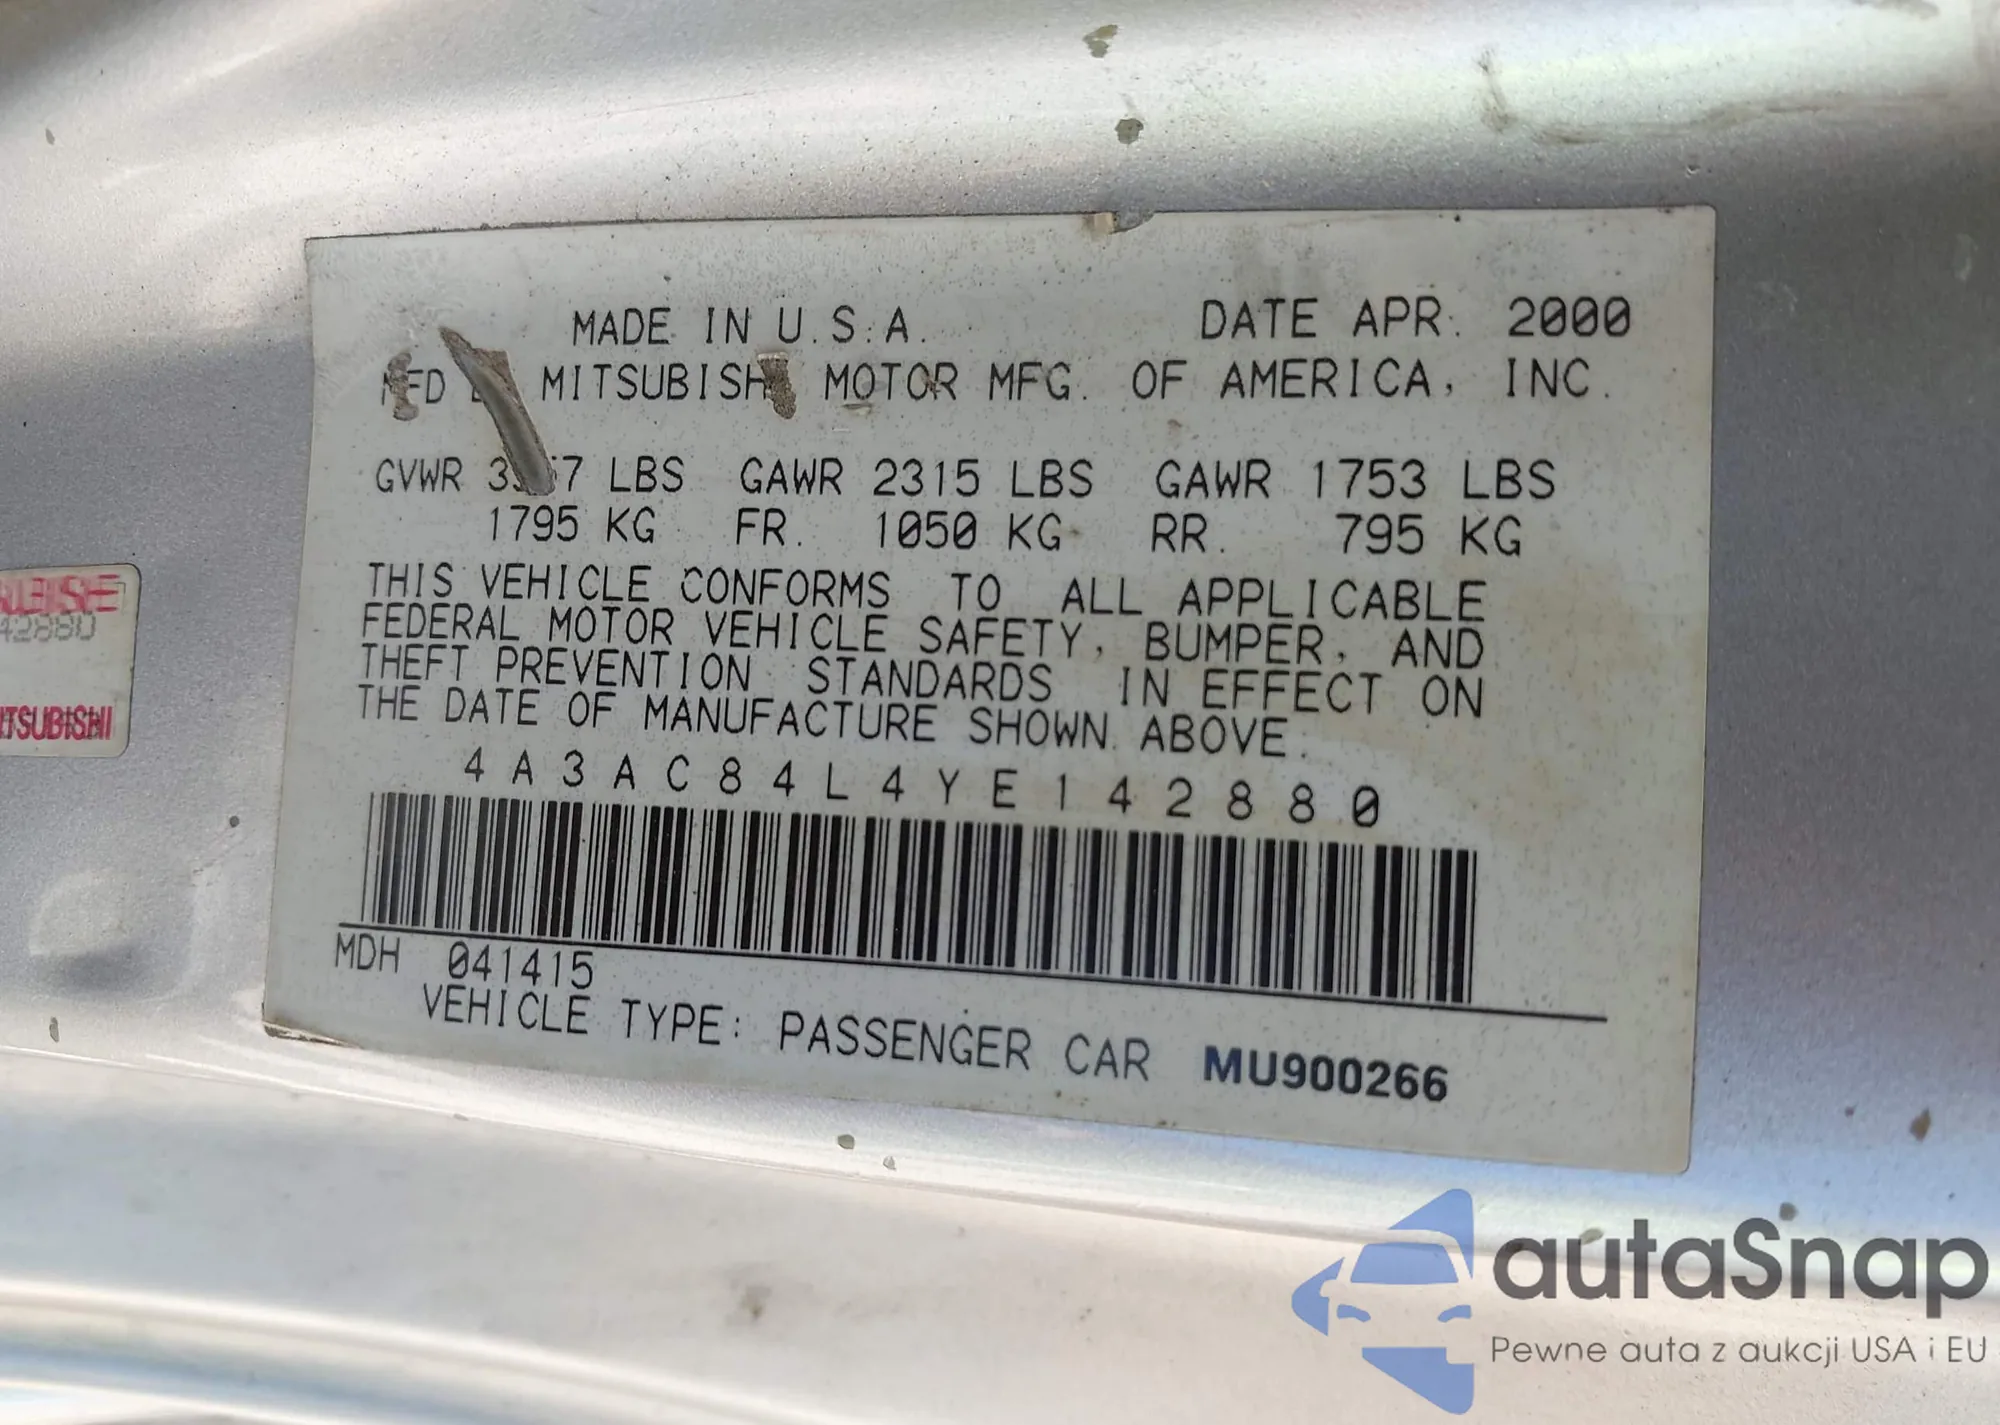 MADE IN U.S.A. DATE APR. 2000
MFD MITSUBISHI MOTOR MFG. OF AMERICA, INC.
GVWR LBS GAWR 2315 LBS GAWR 1753 LBS
1795 KG FR. 1050 KG RR. 795 KG
THIS VEHICLE CONFORMS TO ALL APPLICABLE
FEDERAL MOTOR VEHICLE SAFETY, BUMPER, AND
THEFT PREVENTION STANDARDS IN EFFECT ON
THE DATE OF MANUFACTURE SHOWN ABOVE.
4A3AC84L4YE142880
MDH 041415
VEHICLE TYPE: PASSENGER CAR MU900266
42880
ITSUBISHI
autaSnap
Pewne auta z aukcji USA i EU